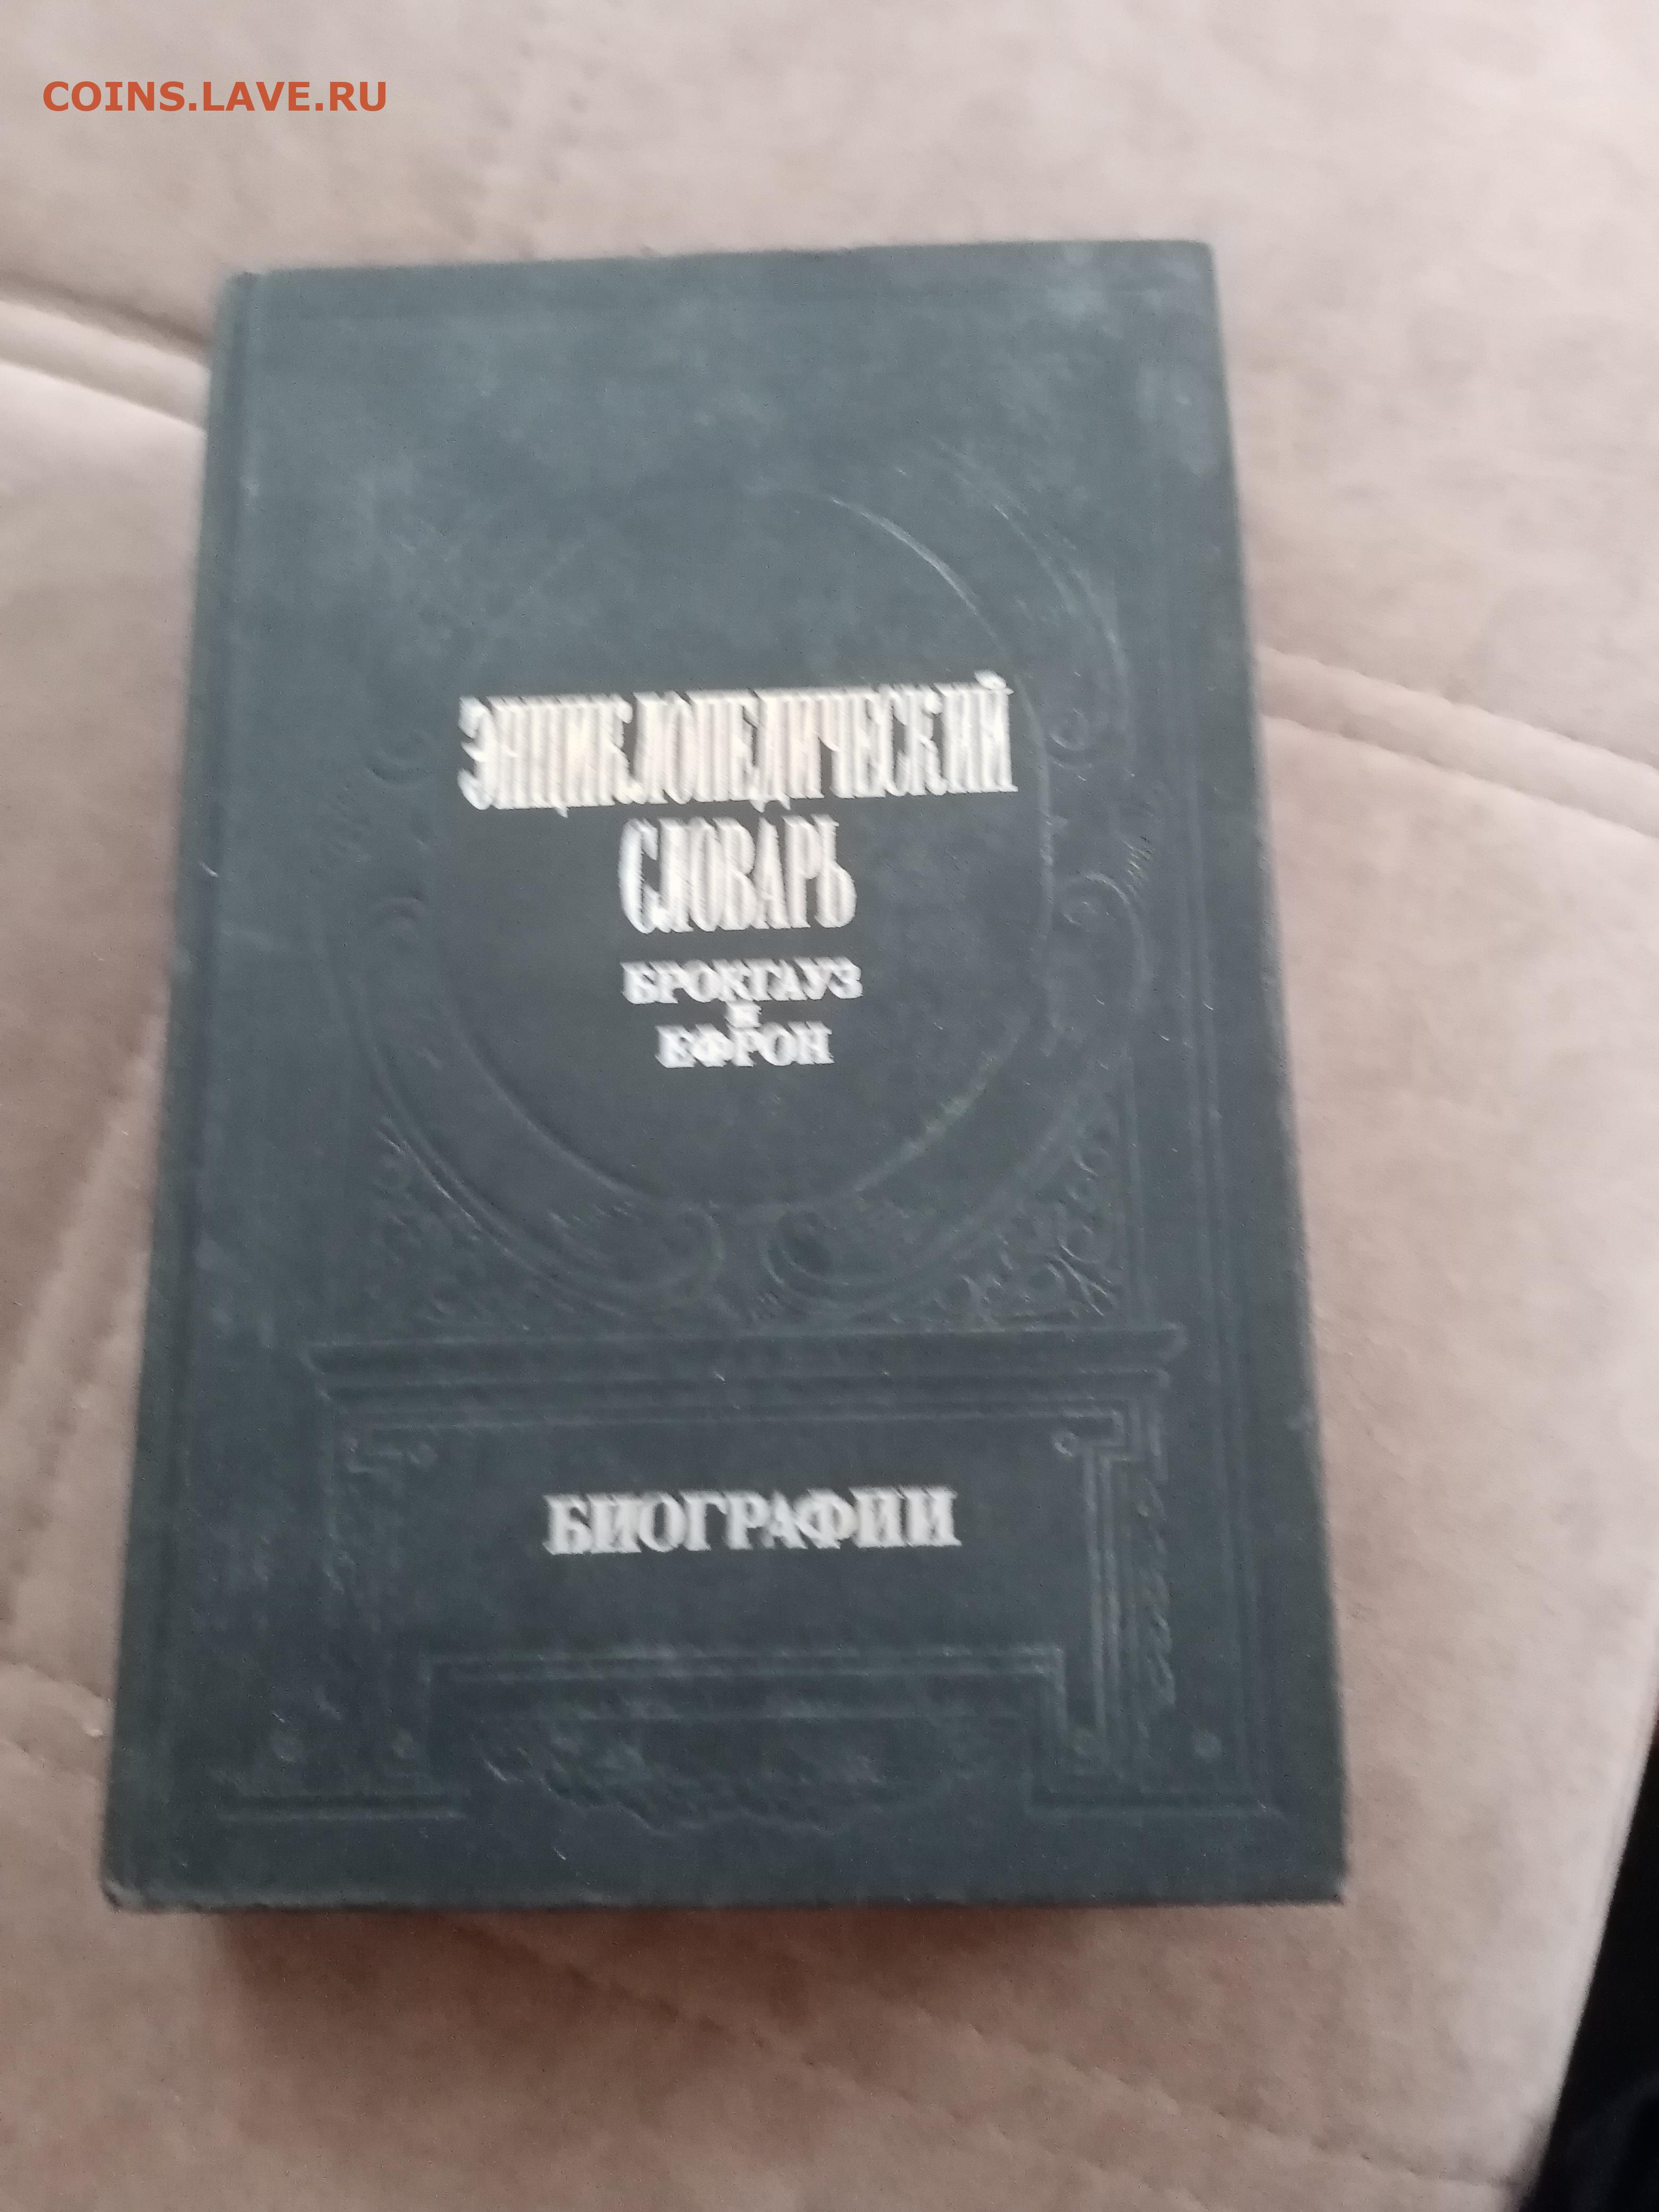 COINS.LAVE.RU
ЭНЦИКЛОПЕДИЧЕСКИЙ
СЛОВАРЬ
БРОКГАУЗ
И
ЕФРОН
БИОГРАФИИ